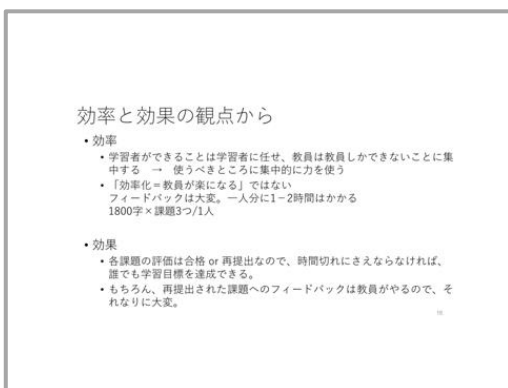 効率と効果の観点から
• 効率
• 学習者ができることは学習者に任せ、教員は教員しかできないことに集
中する　→　使うべきところに集中的に力を使う
• 「効率化＝教員が楽になる」ではない
フィードバックは大変。一人分に1－2時間はかかる
1800字×課題3つ/1人
• 効果
• 各課題の評価は合格 or 再提出なので、時間切れにさえならなければ、
誰でも学習目標を達成できる。
• もちろん、再提出された課題へのフィードバックは教員がやるので、そ
れなりに大変。